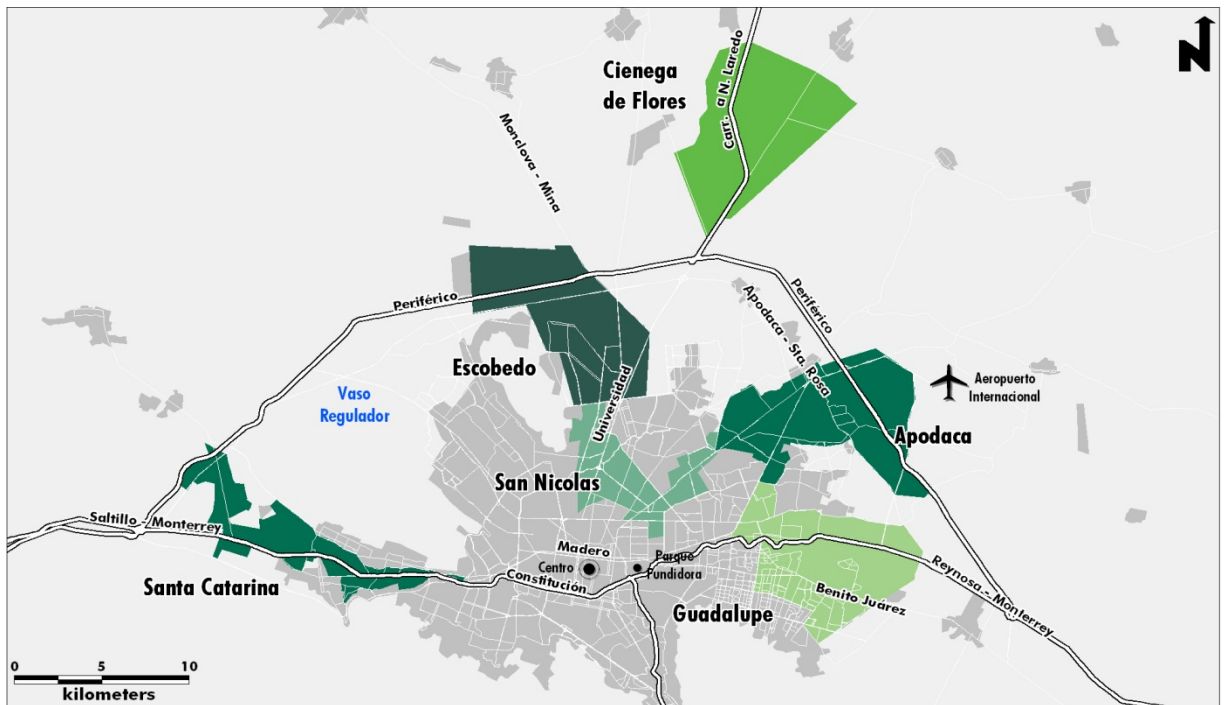 N
Cienega
de Flores
Carr. a N. Laredo
Monclova - Mina
Periférico
Periférico
Apodaca - Sta. Rosa
Escobedo
Universidad
Aeropuerto
Internacional
Vaso
Regulador
Apodaca
San Nicolas
Saltillo - Monterrey
Madero
Centro
Parque
Fundidora
Constitución
Santa Catarina
Guadalupe
Benito Juárez
Reynosa - Monterrey
0 5 10
kilometers